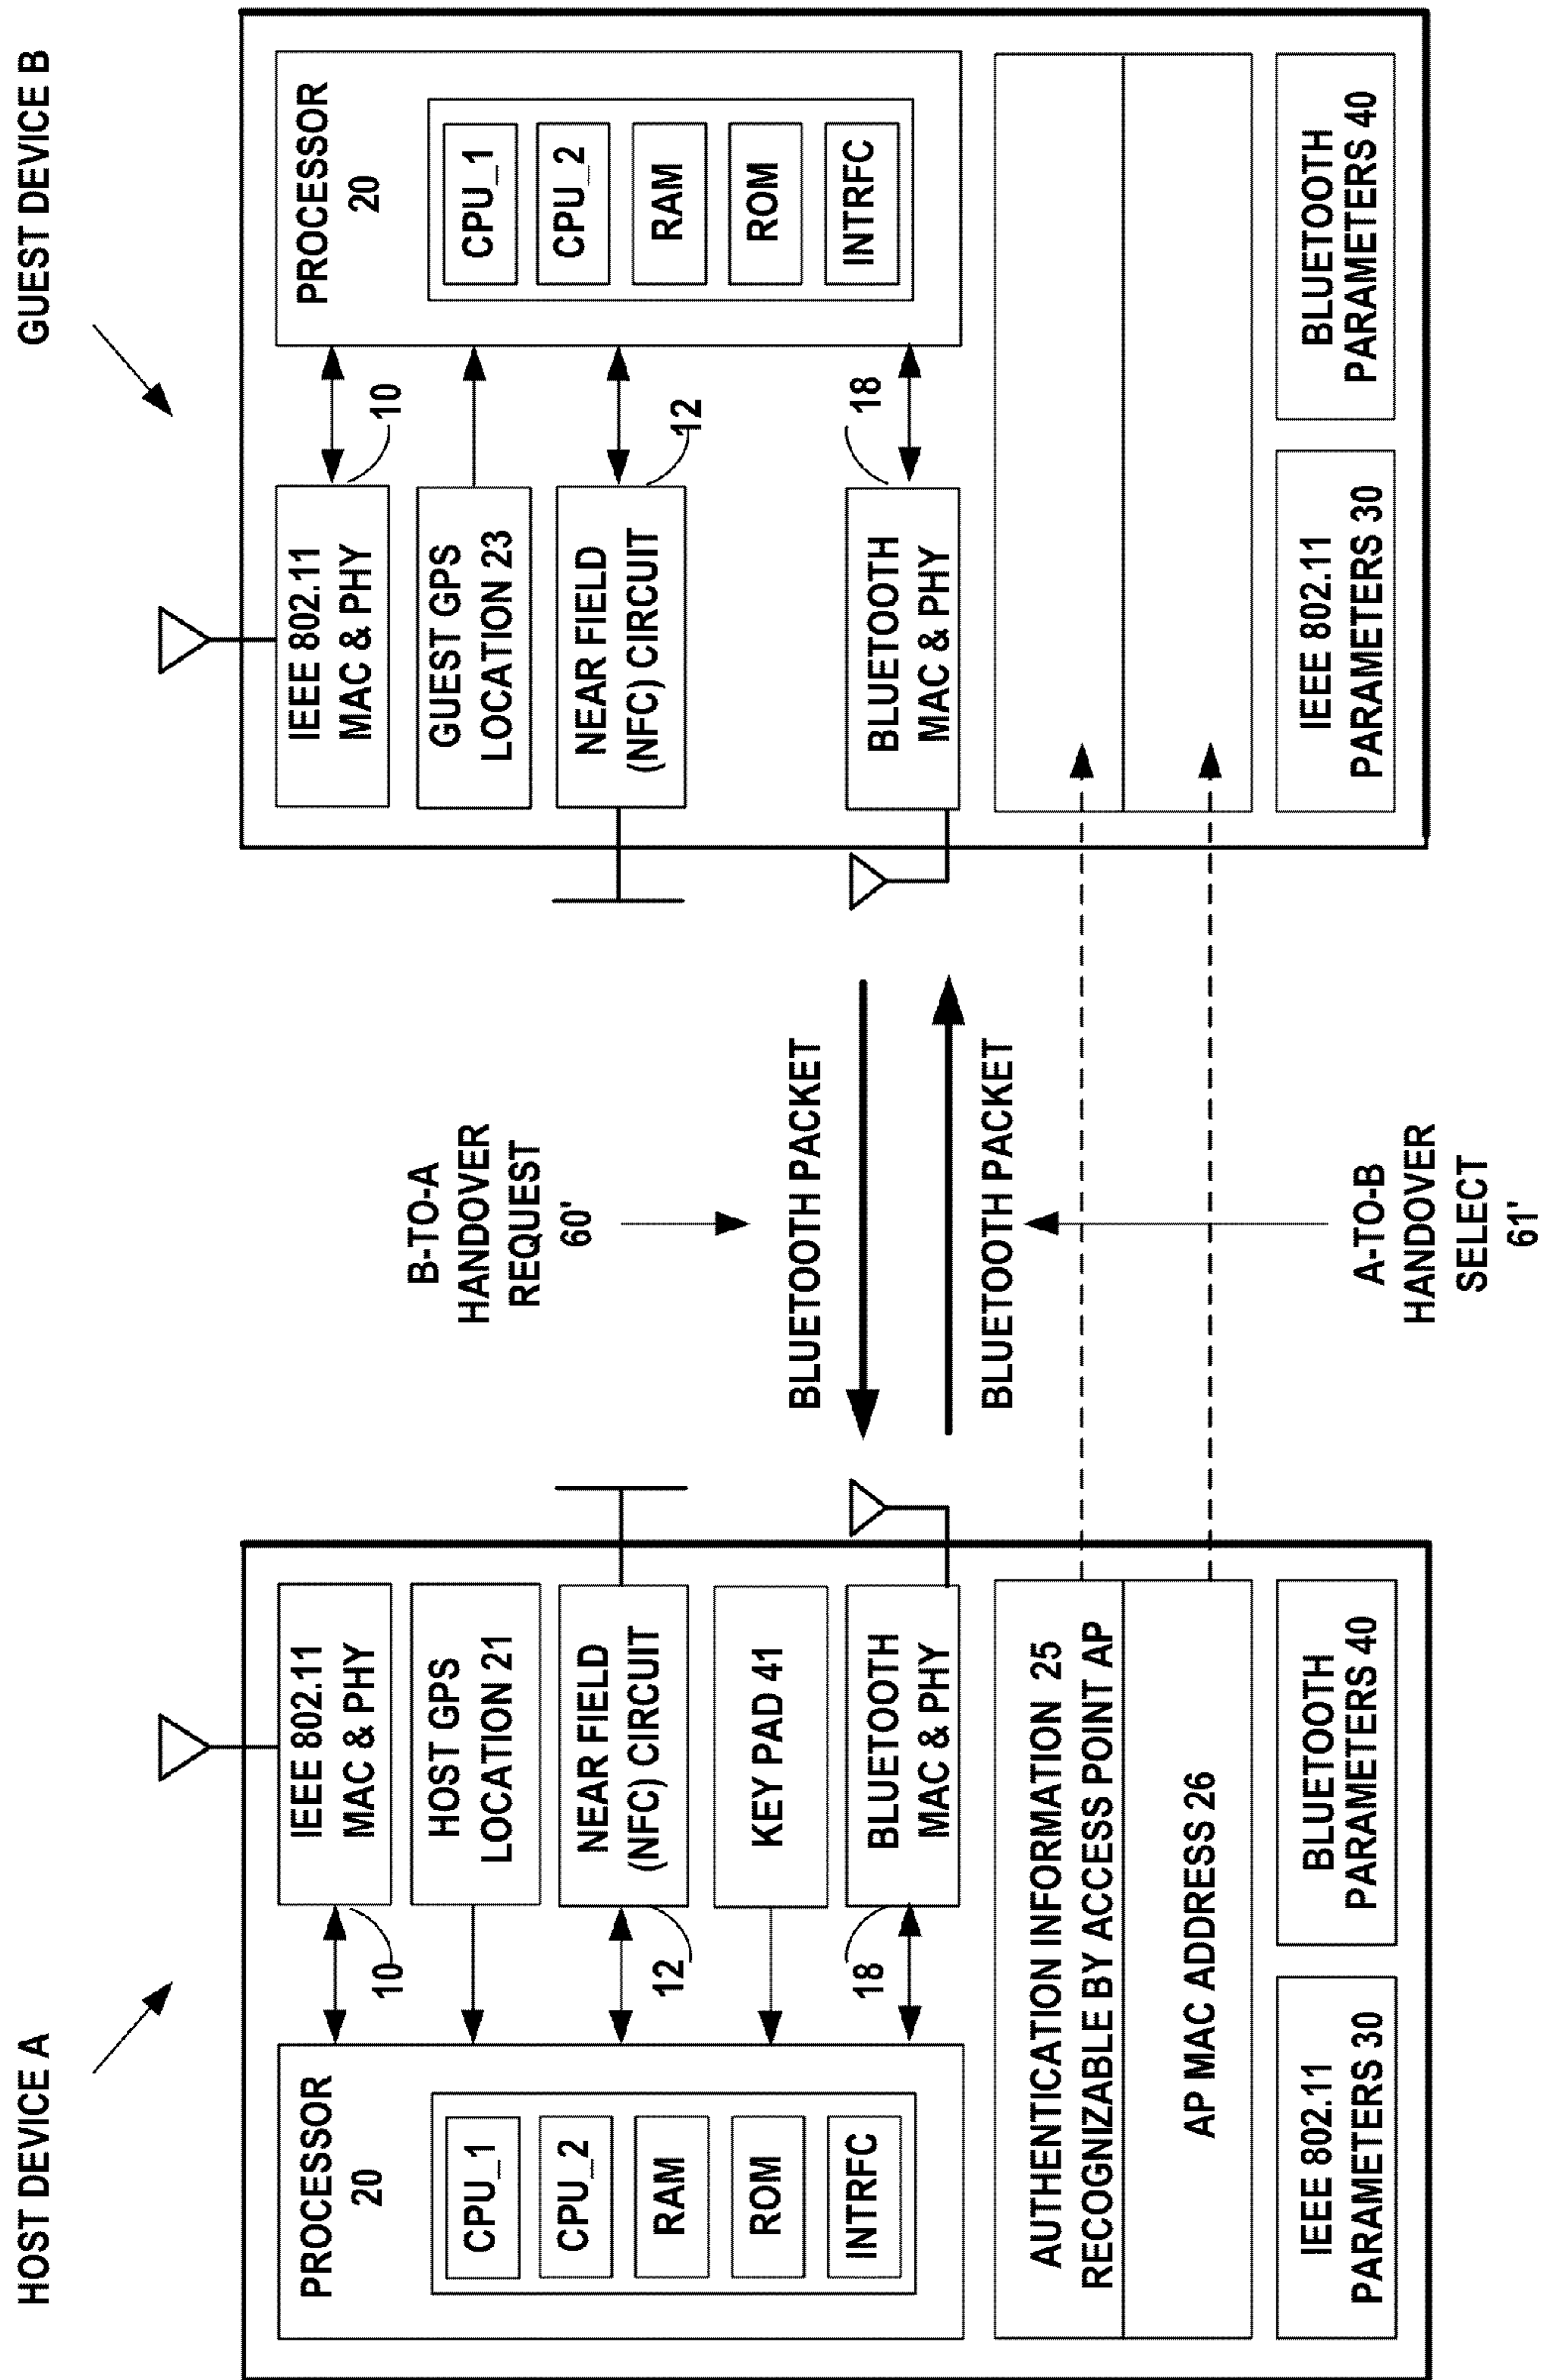 HOST DEVICE A
PROCESSOR
20
CPU_1
CPU_2
RAM
ROM
INTRFC
10
12
18
IEEE 802.11
MAC & PHY
HOST GPS
LOCATION 21
NEAR FIELD
(NFC) CIRCUIT
KEY PAD 41
BLUETOOTH
MAC & PHY
AUTHENTICATION INFORMATION 25
RECOGNIZABLE BY ACCESS POINT AP
AP MAC ADDRESS 26
IEEE 802.11
PARAMETERS 30
BLUETOOTH
PARAMETERS 40
B-TO-A
HANDOVER
REQUEST
60'
BLUETOOTH PACKET
BLUETOOTH PACKET
A-TO-B
HANDOVER
SELECT
61'
GUEST DEVICE B
IEEE 802.11
MAC & PHY
GUEST GPS
LOCATION 23
NEAR FIELD
(NFC) CIRCUIT
BLUETOOTH
MAC & PHY
10
12
18
PROCESSOR
20
CPU_1
CPU_2
RAM
ROM
INTRFC
IEEE 802.11
PARAMETERS 30
BLUETOOTH
PARAMETERS 40